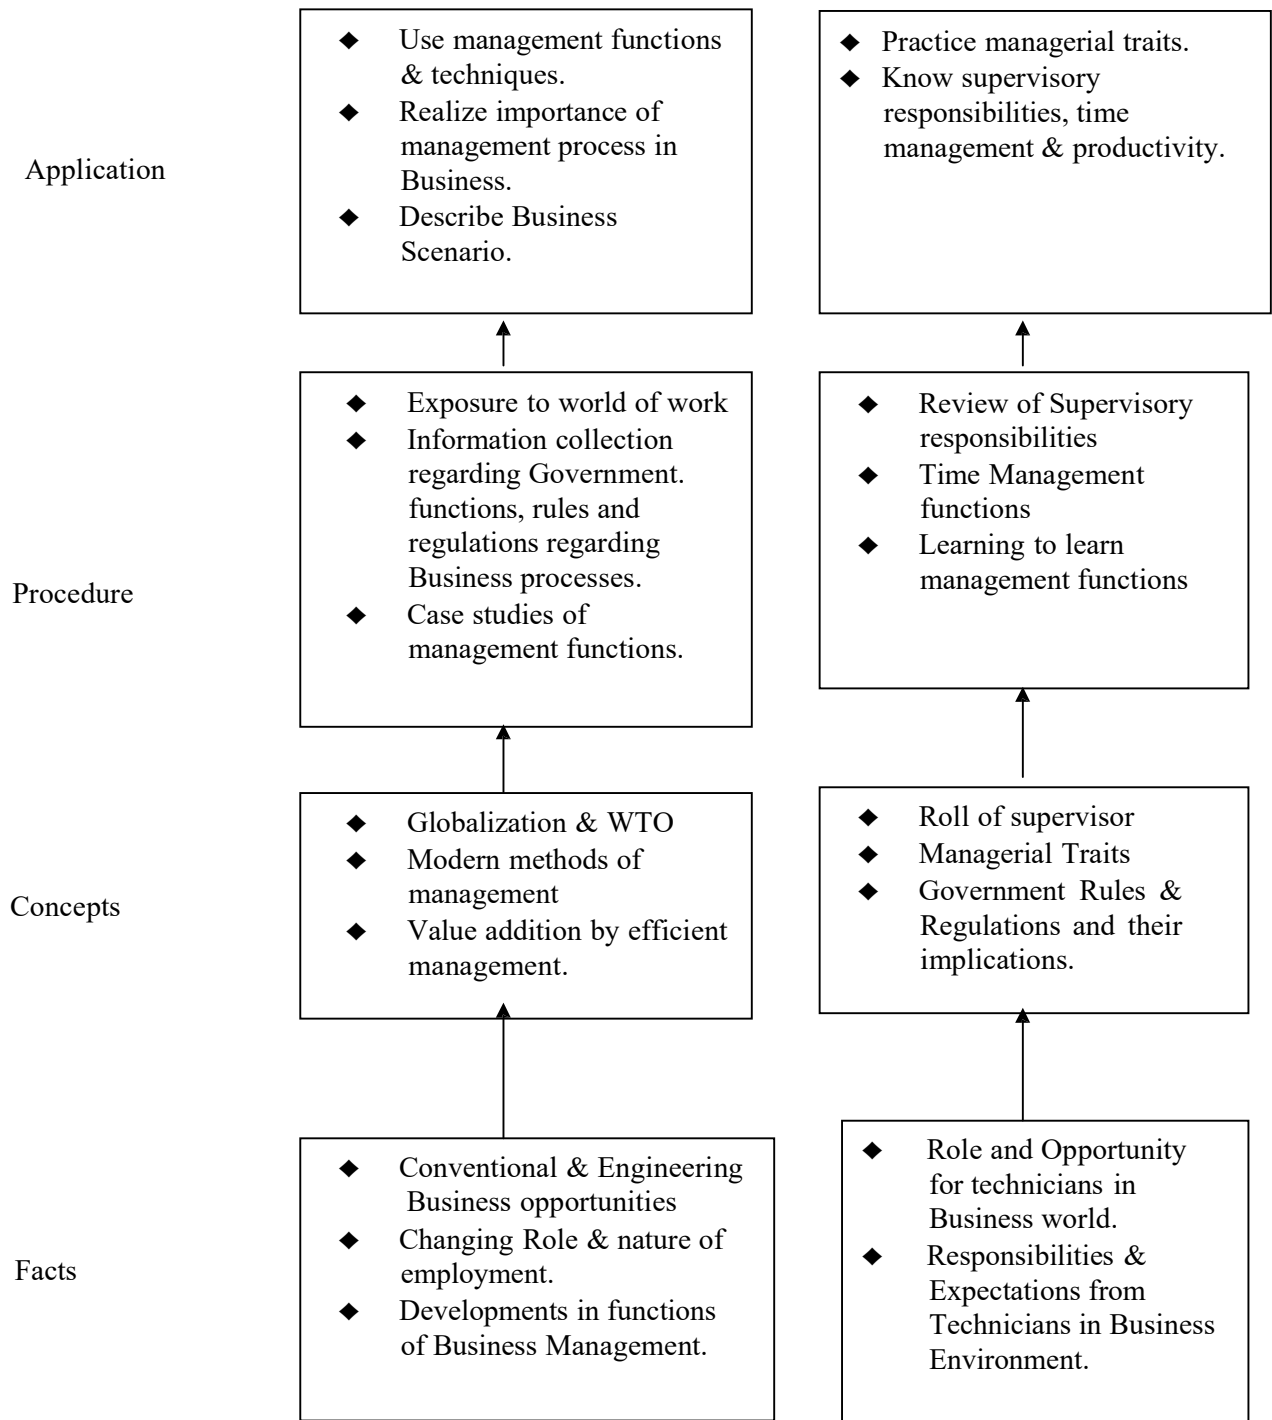 Application
◆ Use management functions
& techniques.
◆ Realize importance of
management process in
Business.
◆ Describe Business
Scenario.
◆ Practice managerial traits.
◆ Know supervisory
responsibilities, time
management & productivity.
Procedure
◆ Exposure to world of work
◆ Information collection
regarding Government.
functions, rules and
regulations regarding
Business processes.
◆ Case studies of
management functions.
◆ Review of Supervisory
responsibilities
◆ Time Management
functions
◆ Learning to learn
management functions
Concepts
◆ Globalization & WTO
◆ Modern methods of
management
◆ Value addition by efficient
management.
◆ Roll of supervisor
◆ Managerial Traits
◆ Government Rules &
Regulations and their
implications.
Facts
◆ Conventional & Engineering
Business opportunities
◆ Changing Role & nature of
employment.
◆ Developments in functions
of Business Management.
◆ Role and Opportunity
for technicians in
Business world.
◆ Responsibilities &
Expectations from
Technicians in Business
Environment.